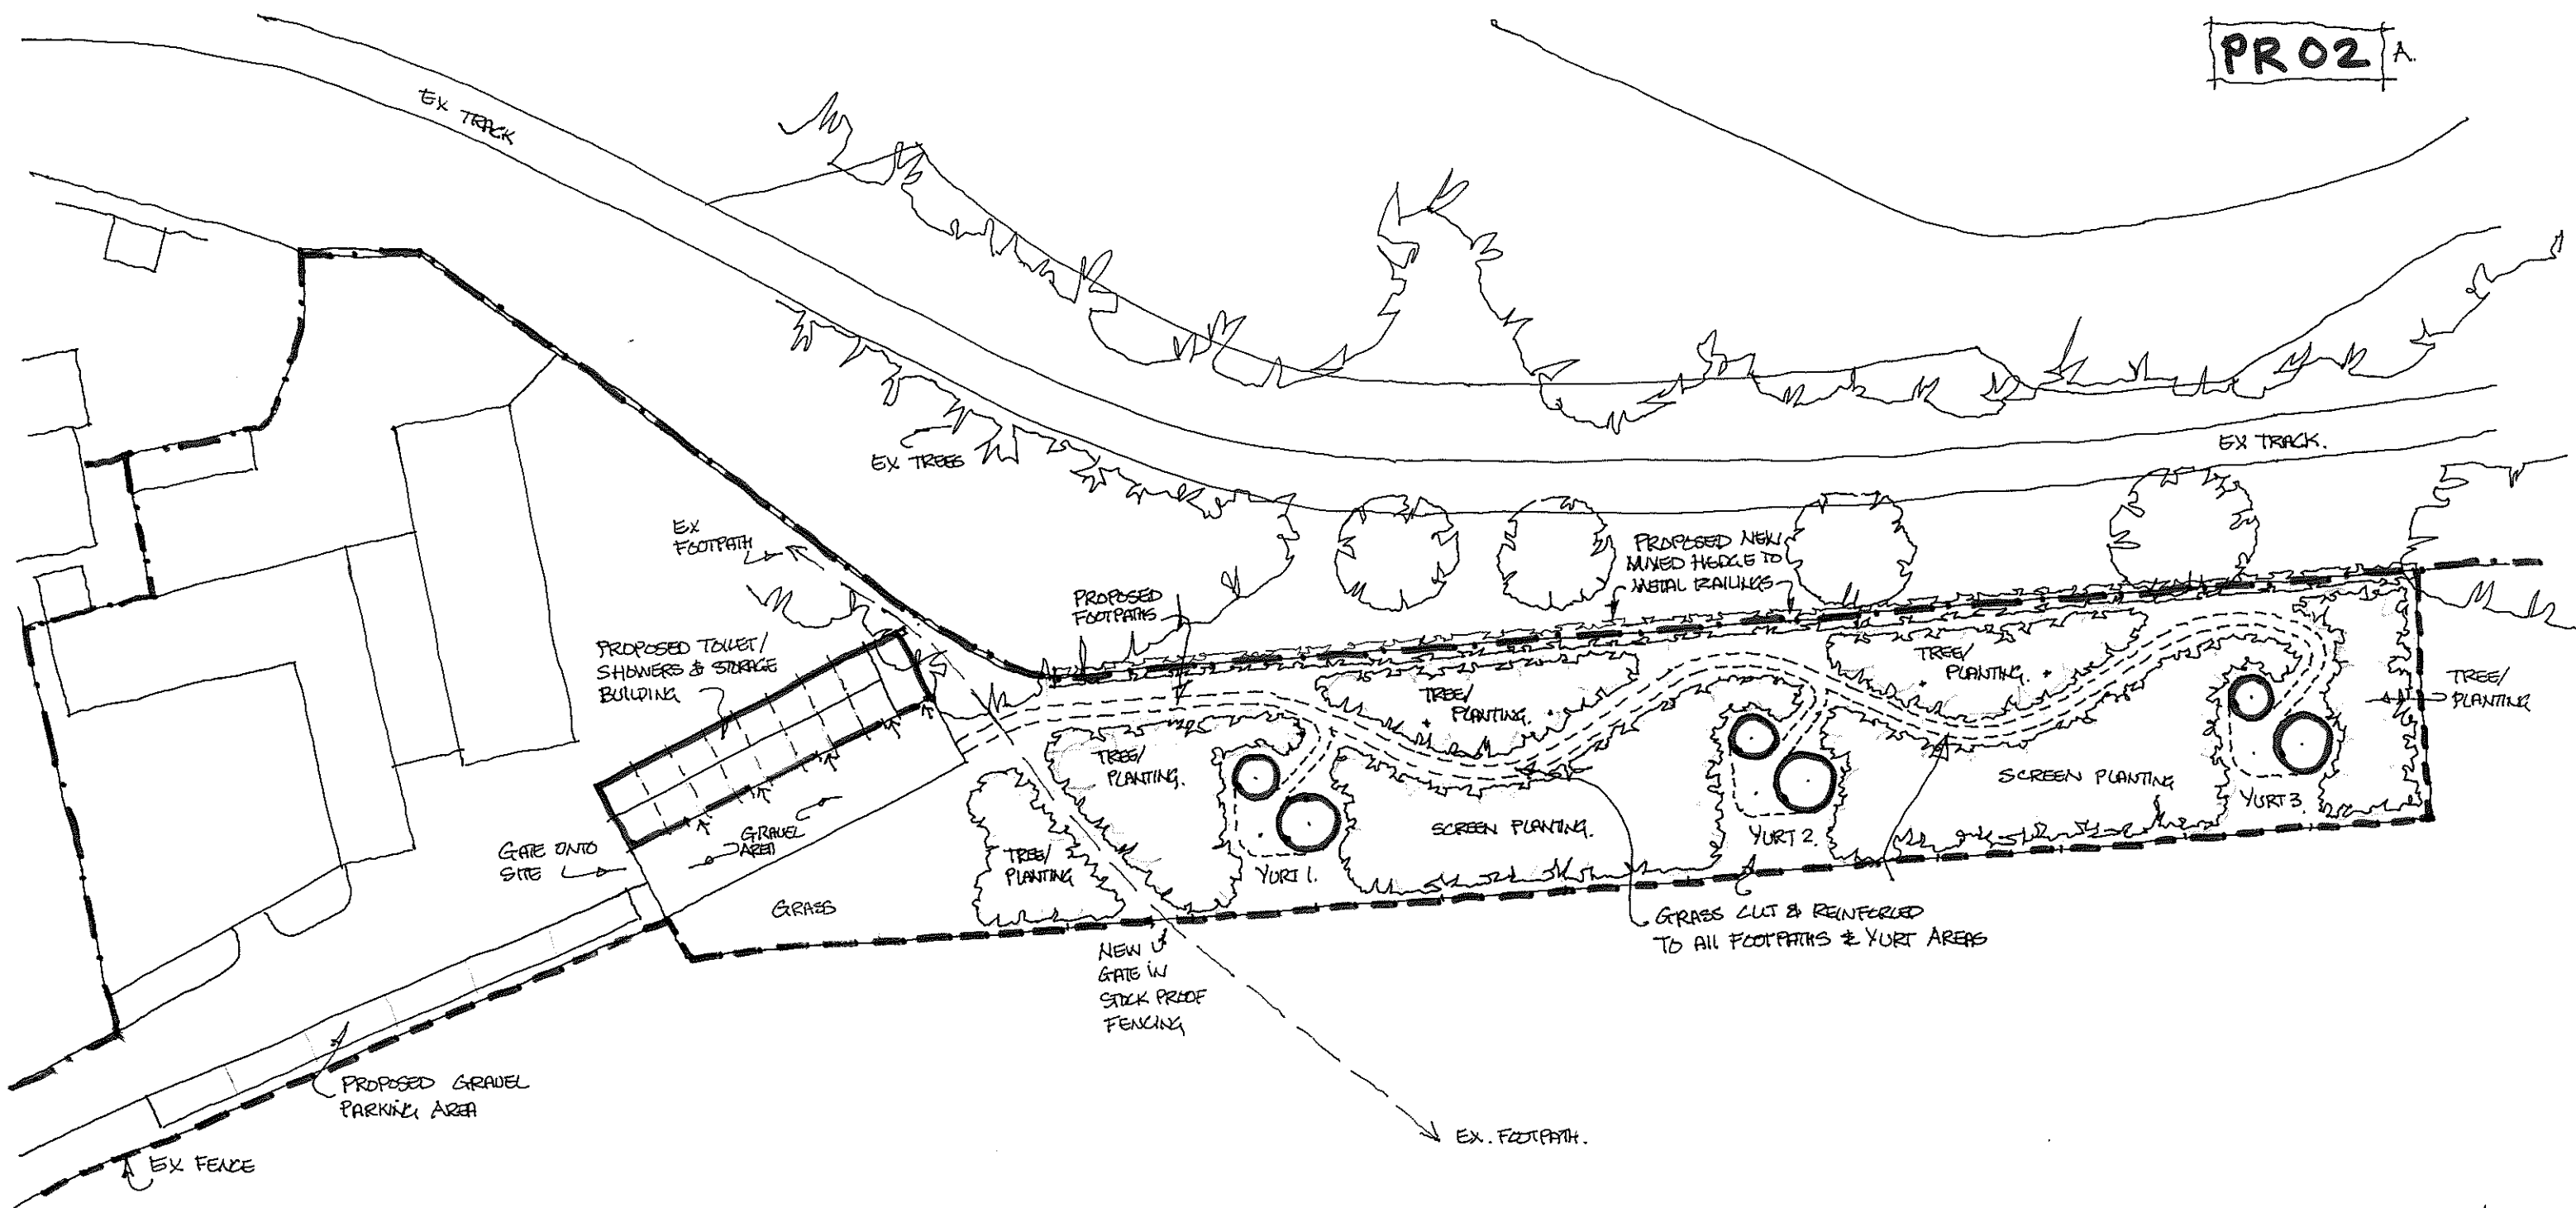 PR 02 A.
EX TRACK
EX TRACK.
EX TREES
EX
FOOTPATH
PROPOSED NEW
MIXED HEDGE TO
METAL RAILINGS
PROPOSED
FOOTPATHS
PROPOSED TOILET/
SHOWERS & STORAGE
BUILDING
TREE/
PLANTING.
TREE/
PLANTING.
TREE/
PLANTING
TREE/
PLANTING.
TREE/
PLANTING
SCREEN PLANTING.
SCREEN PLANTING
YURT 1.
YURT 2.
YURT 3.
GRAVEL
AREA
GATE ONTO
SITE
GRASS
GRASS CUT & REINFORCED
TO ALL FOOTPATHS & YURT AREAS
NEW
GATE IN
STOCK PROOF
FENCING
PROPOSED GRAVEL
PARKING AREA
EX. FOOTPATH.
EX FENCE